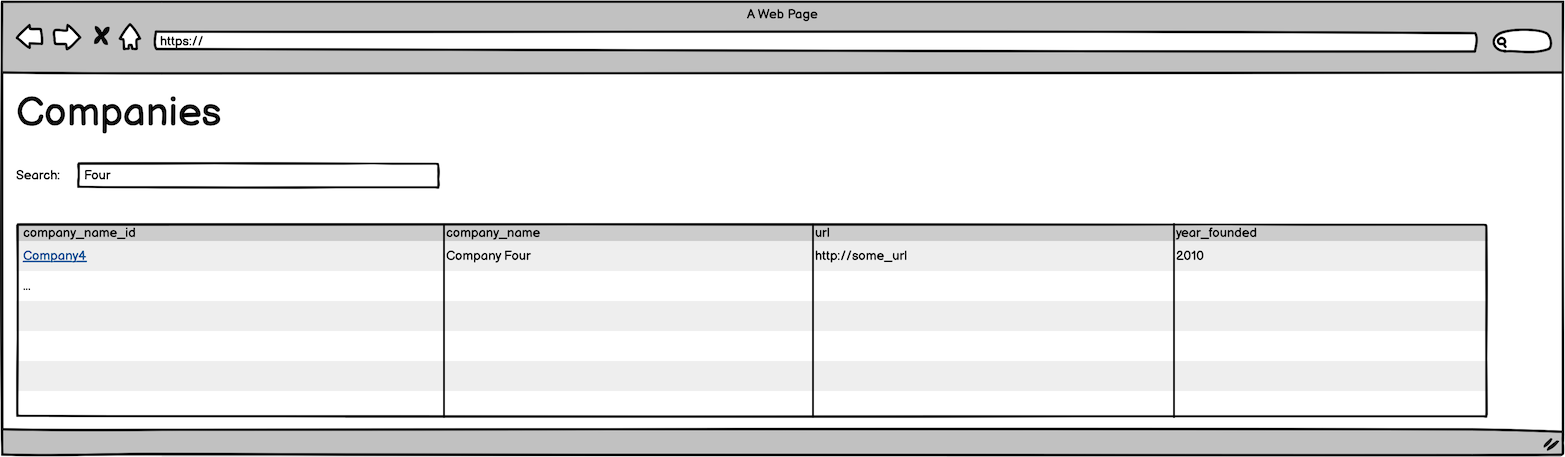 A Web Page
https://
Companies
Search: Four
company_name_id company_name url year_founded
Company4 Company Four http://some_url 2010
...